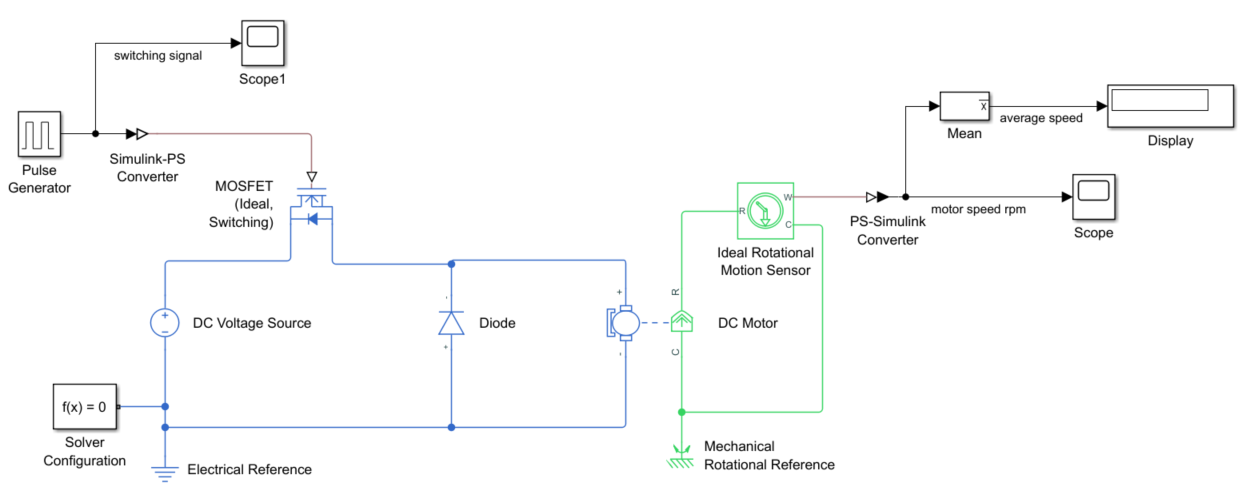 switching signal
Scope1
Pulse
Generator
Simulink-PS
Converter
MOSFET
(Ideal,
Switching)
x
Mean
average speed
Display
R
W
C
PS-Simulink
Converter
motor speed rpm
Scope
Ideal Rotational
Motion Sensor
+
−
DC Voltage Source
-
+
Diode
+
-
R
C
DC Motor
f(x) = 0
Solver
Configuration
Electrical Reference
Mechanical
Rotational Reference